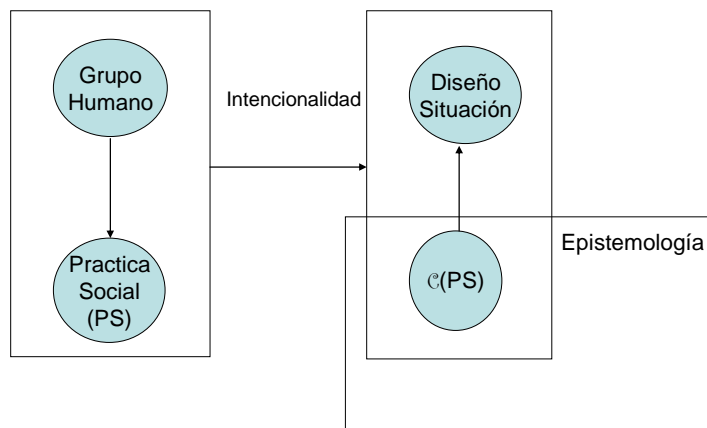 Grupo
Humano
Practica
Social
(PS)
Intencionalidad
Diseño
Situación
ℭ(PS)
Epistemología